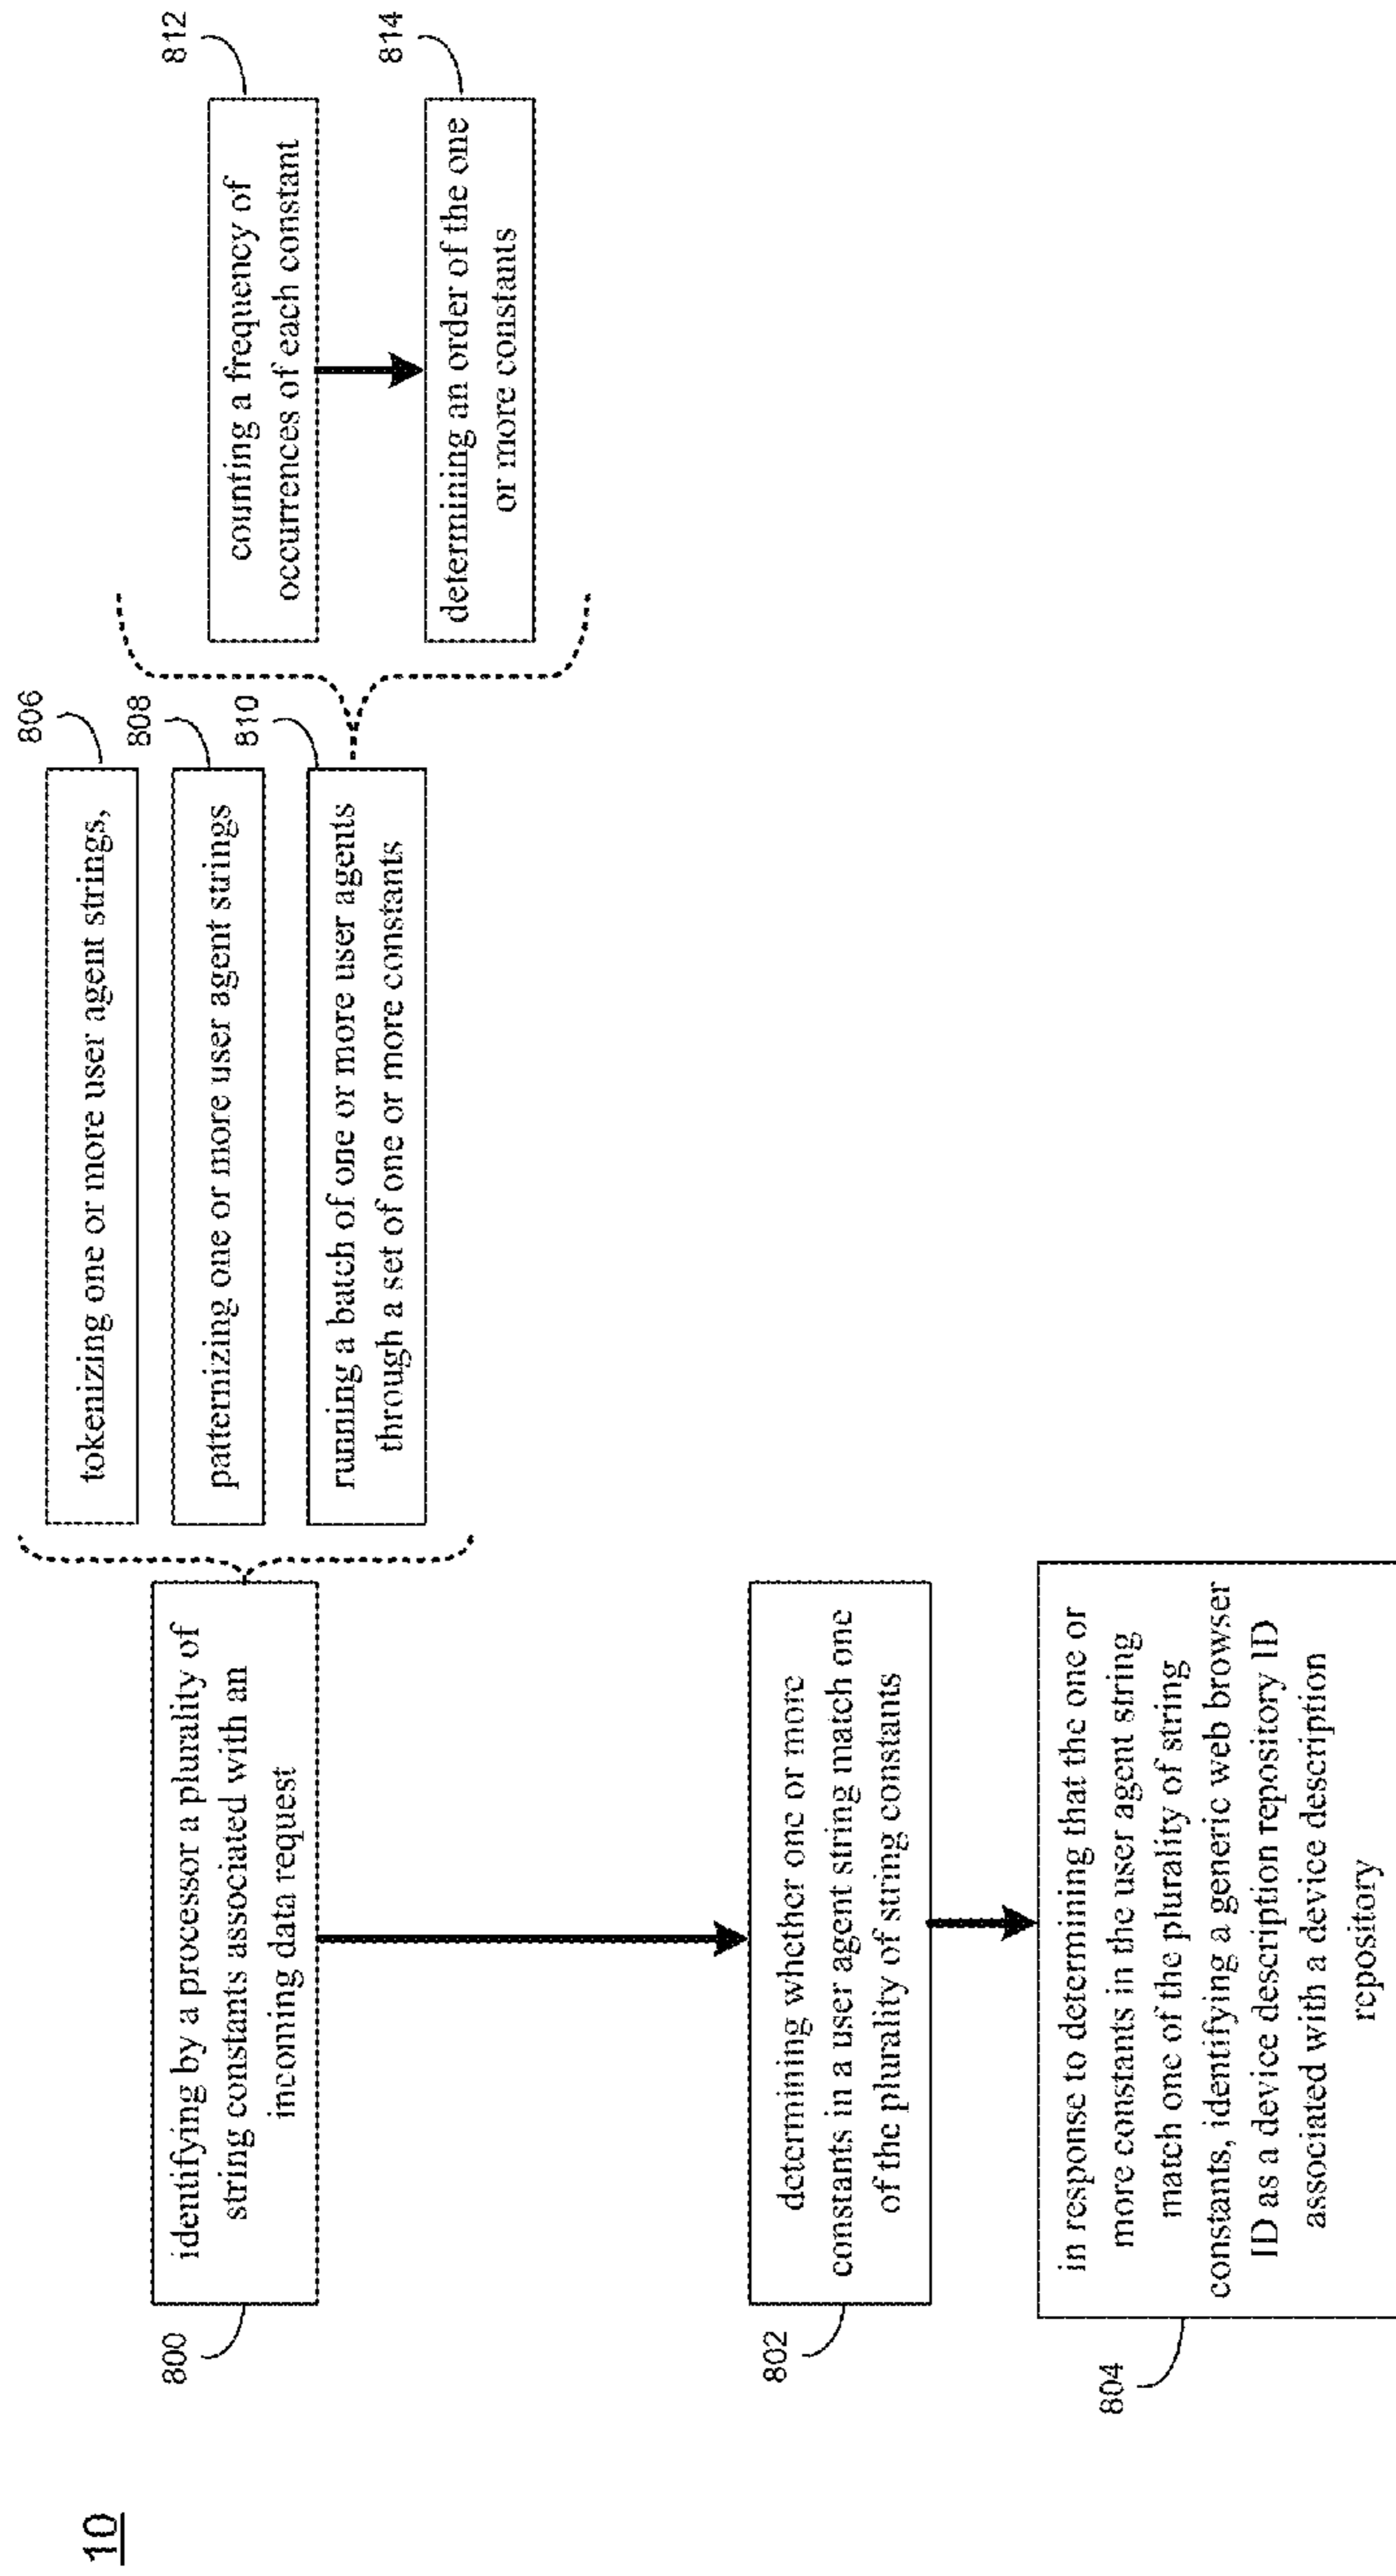 10
800
identifying by a processor a plurality of
string constants associated with an
incoming data request
802
determining whether one or more
constants in a user agent string match one
of the plurality of string constants
804
in response to determining that the one or
more constants in the user agent string
match one of the plurality of string
constants, identifying a generic web browser
ID as a device description repository ID
associated with a device description
repository
806
tokenizing one or more user agent strings,
808
patternizing one or more user agent strings
810
running a batch of one or more user agents
through a set of one or more constants
812
counting a frequency of
occurrences of each constant
814
determining an order of the one
or more constants